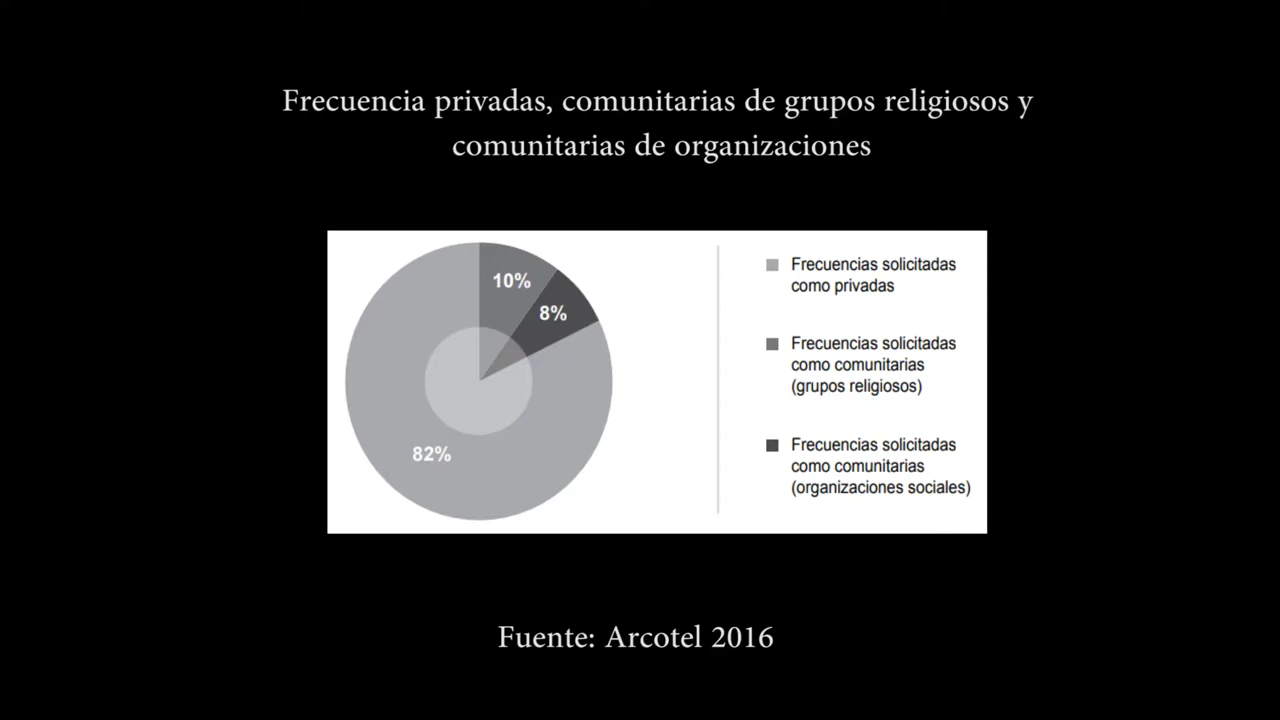 Frecuencia privadas, comunitarias de grupos religiosos y
comunitarias de organizaciones
10%
8%
82%
Frecuencias solicitadas
como privadas
Frecuencias solicitadas
como comunitarias
(grupos religiosos)
Frecuencias solicitadas
como comunitarias
(organizaciones sociales)
Fuente: Arcotel 2016